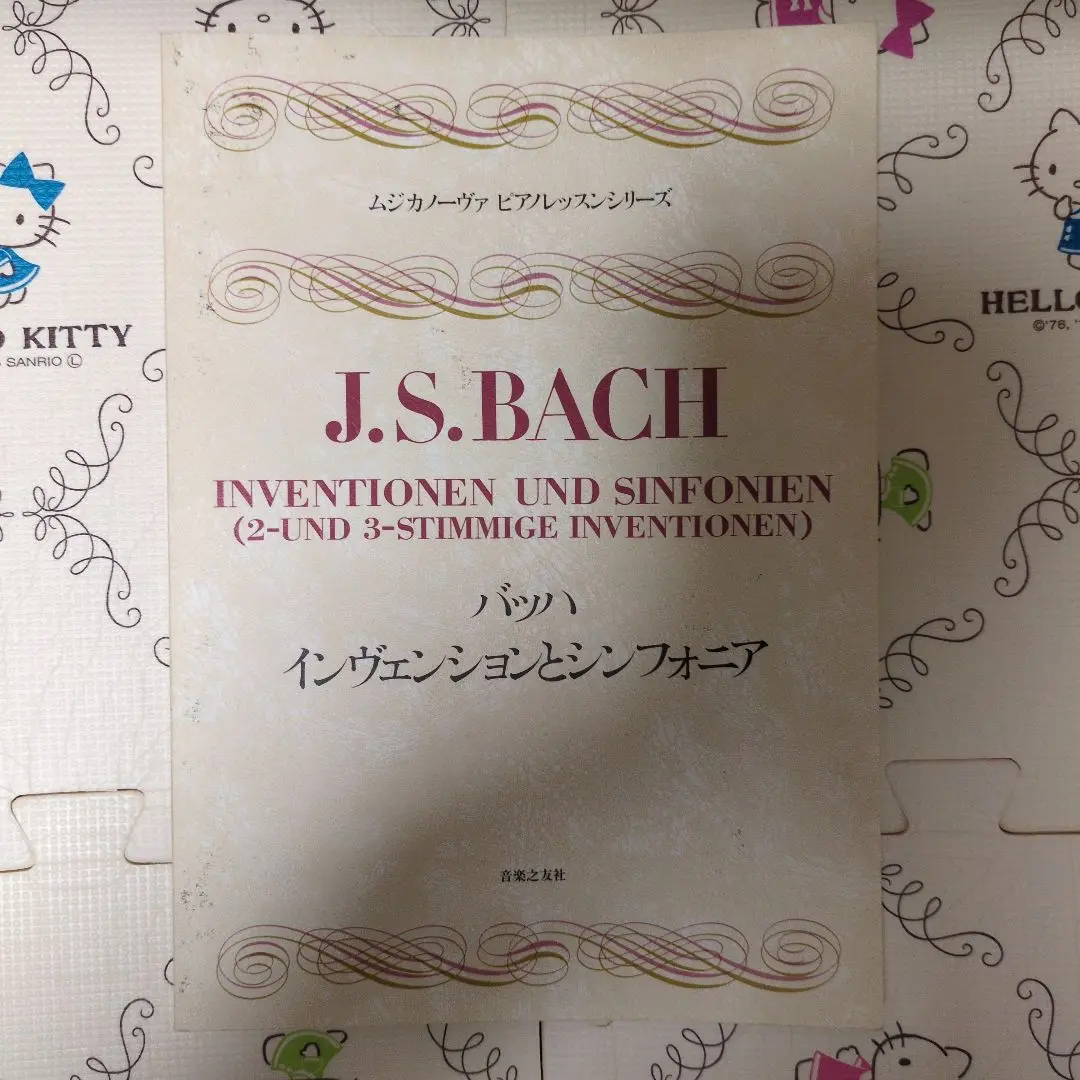 ムジカノーヴァ ピアノレッスンシリーズ
J.S.BACH
INVENTIONEN UND SINFONIEN
(2-UND 3-STIMMIGE INVENTIONEN)
バッハ
インヴェンションとシンフォニア
音楽之友社
KITTY
SANRIO Ⓛ
HELLO
©'76,